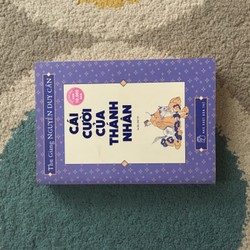 Thu Giang NGUYỄN DUY CẦN
CÁI
CƯỜI
CỦA
THÁNH
NHÂN